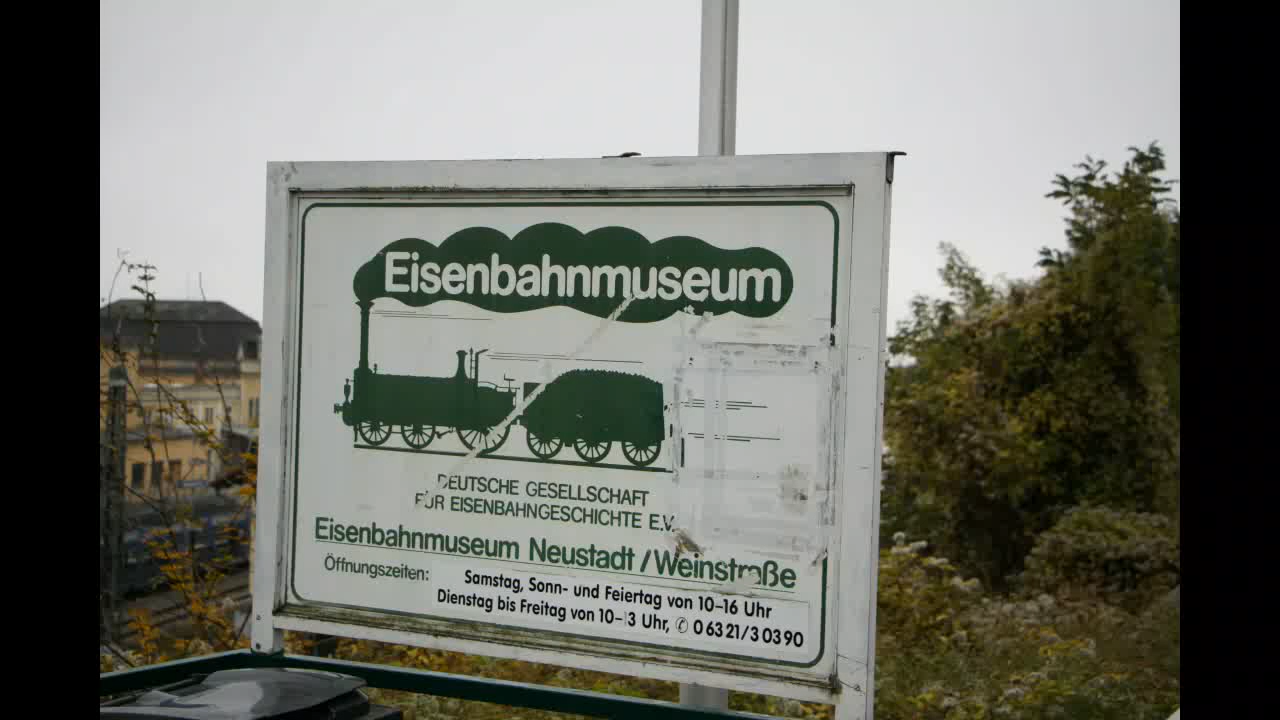 Eisenbahnmuseum
DEUTSCHE GESELLSCHAFT
FÜR EISENBAHNGESCHICHTE E.V.
Eisenbahnmuseum Neustadt/Weinstraße
Öffnungszeiten: Samstag, Sonn- und Feiertag von 10–16 Uhr
Dienstag bis Freitag von 10– 3 Uhr, ✆ 0 63 21/3 03 90